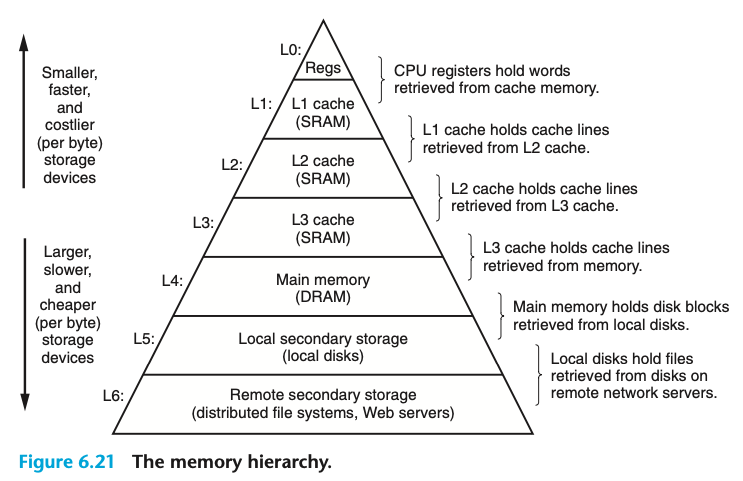 L0:
Regs
CPU registers hold words
retrieved from cache memory.
Smaller,
faster,
and
costlier
(per byte)
storage
devices
L1:
L1 cache
(SRAM)
L1 cache holds cache lines
retrieved from L2 cache.
L2:
L2 cache
(SRAM)
L2 cache holds cache lines
retrieved from L3 cache.
L3:
L3 cache
(SRAM)
L3 cache holds cache lines
retrieved from memory.
Larger,
slower,
and
cheaper
(per byte)
storage
devices
L4:
Main memory
(DRAM)
Main memory holds disk blocks
retrieved from local disks.
L5:
Local secondary storage
(local disks)
Local disks hold files
retrieved from disks on
remote network servers.
L6:
Remote secondary storage
(distributed file systems, Web servers)
Figure 6.21 The memory hierarchy.